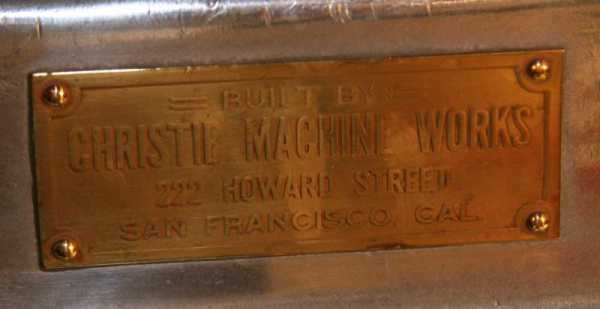 BUILT BY
CHRISTIE MACHINE WORKS
222 HOWARD STREET
SAN FRANCISCO, CAL.